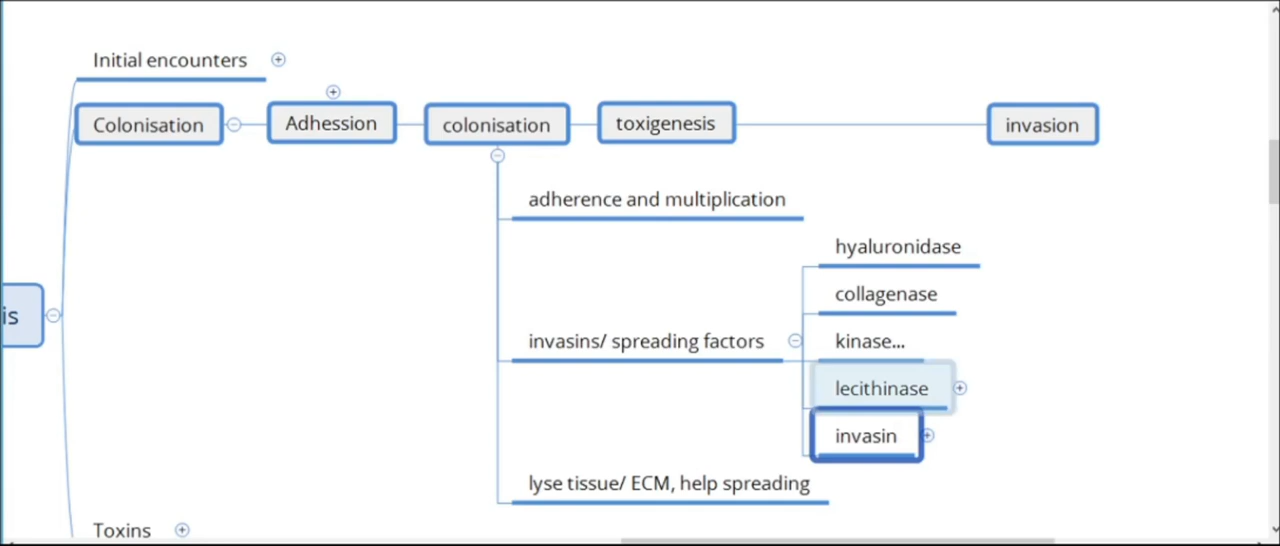 Initial encounters
Colonisation
Adhession
colonisation
toxigenesis
invasion
adherence and multiplication
hyaluronidase
collagenase
invasins/ spreading factors
kinase...
lecithinase
invasin
is
lyse tissue/ ECM, help spreading
Toxins